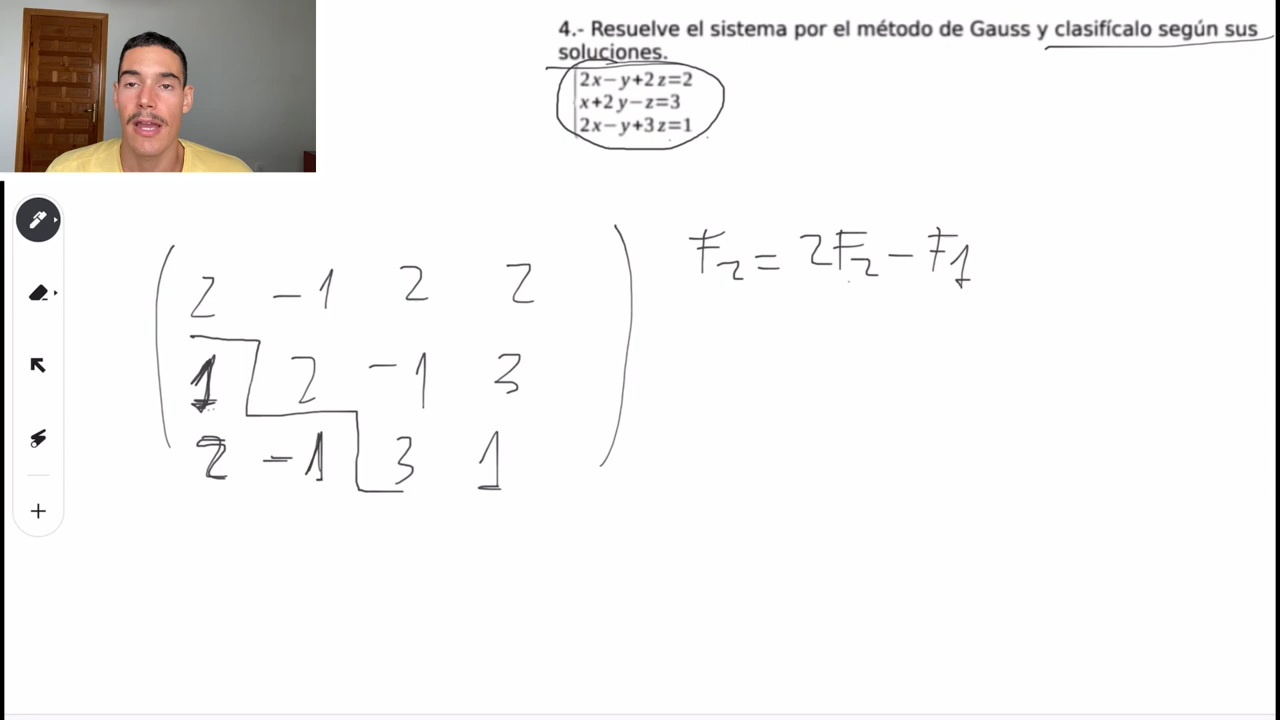 4.- Resuelve el sistema por el método de Gauss y clasifícalo según sus
soluciones.
2x-y+2z=2
x+2y-z=3
2x-y+3z=1
2 -1 2 2
1 2 -1 3
2 -1 3 1
F₂ = 2F₂ - F₁